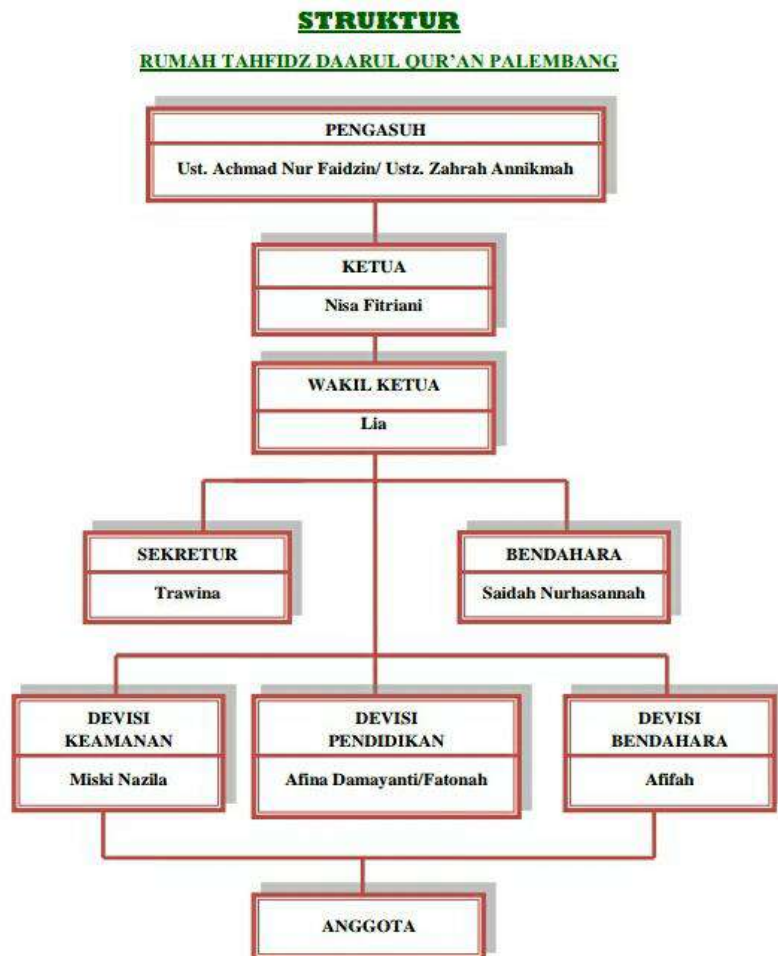 STRUKTUR
RUMAH TAHFIDZ DAARUL QUR'AN PALEMBANG
PENGASUH
Ust. Achmad Nur Faidzin/ Ustz. Zahrah Annikmah
KETUA
Nisa Fitriani
WAKIL KETUA
Lia
SEKRETUR
Trawina
BENDAHARA
Saidah Nurhasannah
DEVISI
KEAMANAN
Miski Nazila
DEVISI
PENDIDIKAN
Afina Damayanti/Fatonah
DEVISI
BENDAHARA
Afifah
ANGGOTA